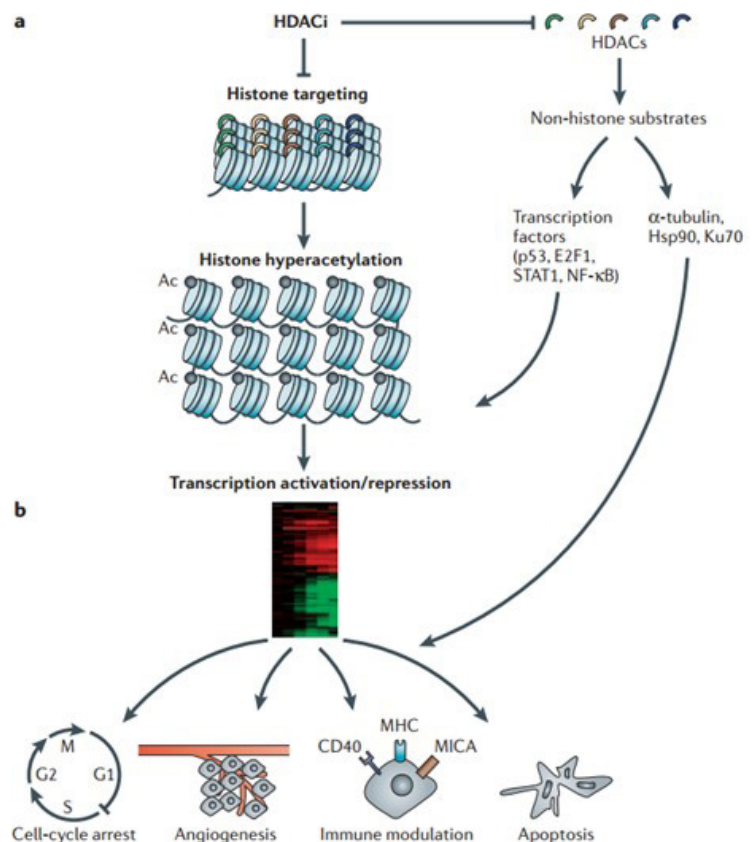 a
HDACi
HDACs
Histone targeting
Non-histone substrates
Transcription
factors
(p53, E2F1,
STAT1, NF-κB)
α-tubulin,
Hsp90, Ku70
Histone hyperacetylation
Ac
Ac
Ac
Transcription activation/repression
b
M
G2
G1
S
Cell-cycle arrest
Angiogenesis
CD40
MHC
MICA
Immune modulation
Apoptosis